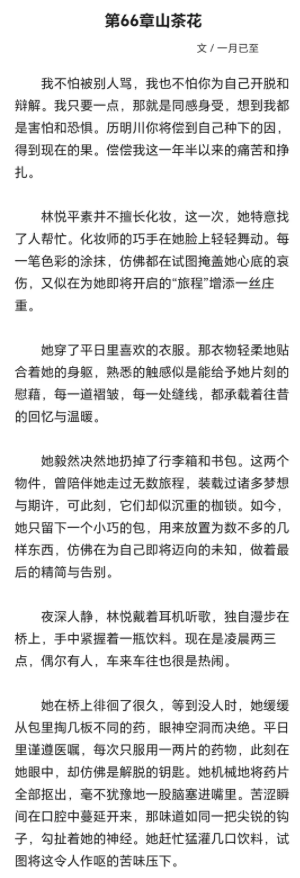 第66章山茶花
文 / 一月已至
我不怕被别人骂，我也不怕你为自己开脱和
辩解。我只要一点，那就是同感身受，想到我都
是害怕和恐惧。历明川你将偿到自己种下的因，
得到现在的果。偿偿我这一年半以来的痛苦和挣
扎。
林悦平素并不擅长化妆，这一次，她特意找
了人帮忙。化妆师的巧手在她脸上轻轻舞动。每
一笔色彩的涂抹，仿佛都在试图掩盖她心底的哀
伤，又似在为她即将开启的“旅程”增添一丝庄
重。
她穿了平日里喜欢的衣服。那衣物轻柔地贴
合着她的身躯，熟悉的触感似是能给予她片刻的
慰藉，每一道褶皱，每一处缝线，都承载着往昔
的回忆与温暖。
她毅然决然地扔掉了行李箱和书包。这两个
物件，曾陪伴她走过无数旅程，装载过诸多梦想
与期许，可此刻，它们却似沉重的枷锁。如今，
她只留下一个小巧的包，用来放置为数不多的几
样东西，仿佛在为自己即将迈向的未知，做着最
后的精简与告别。
夜深人静，林悦戴着耳机听歌，独自漫步在
桥上，手中紧握着一瓶饮料。现在是凌晨两三
点，偶尔有人，车来车往也很是热闹。
她在桥上徘徊了很久，等到没人时，她缓缓
从包里掏几板不同的药，眼神空洞而决绝。平日
里谨遵医嘱，每次只服用一两片的药物，此刻在
她眼中，却仿佛是解脱的钥匙。她机械地将药片
全部抠出，毫不犹豫地一股脑塞进嘴里。苦涩瞬
间在口腔中蔓延开来，那味道如同一把尖锐的钩
子，勾扯着她的神经。她赶忙猛灌几口饮料，试
图将这令人作呕的苦味压下。